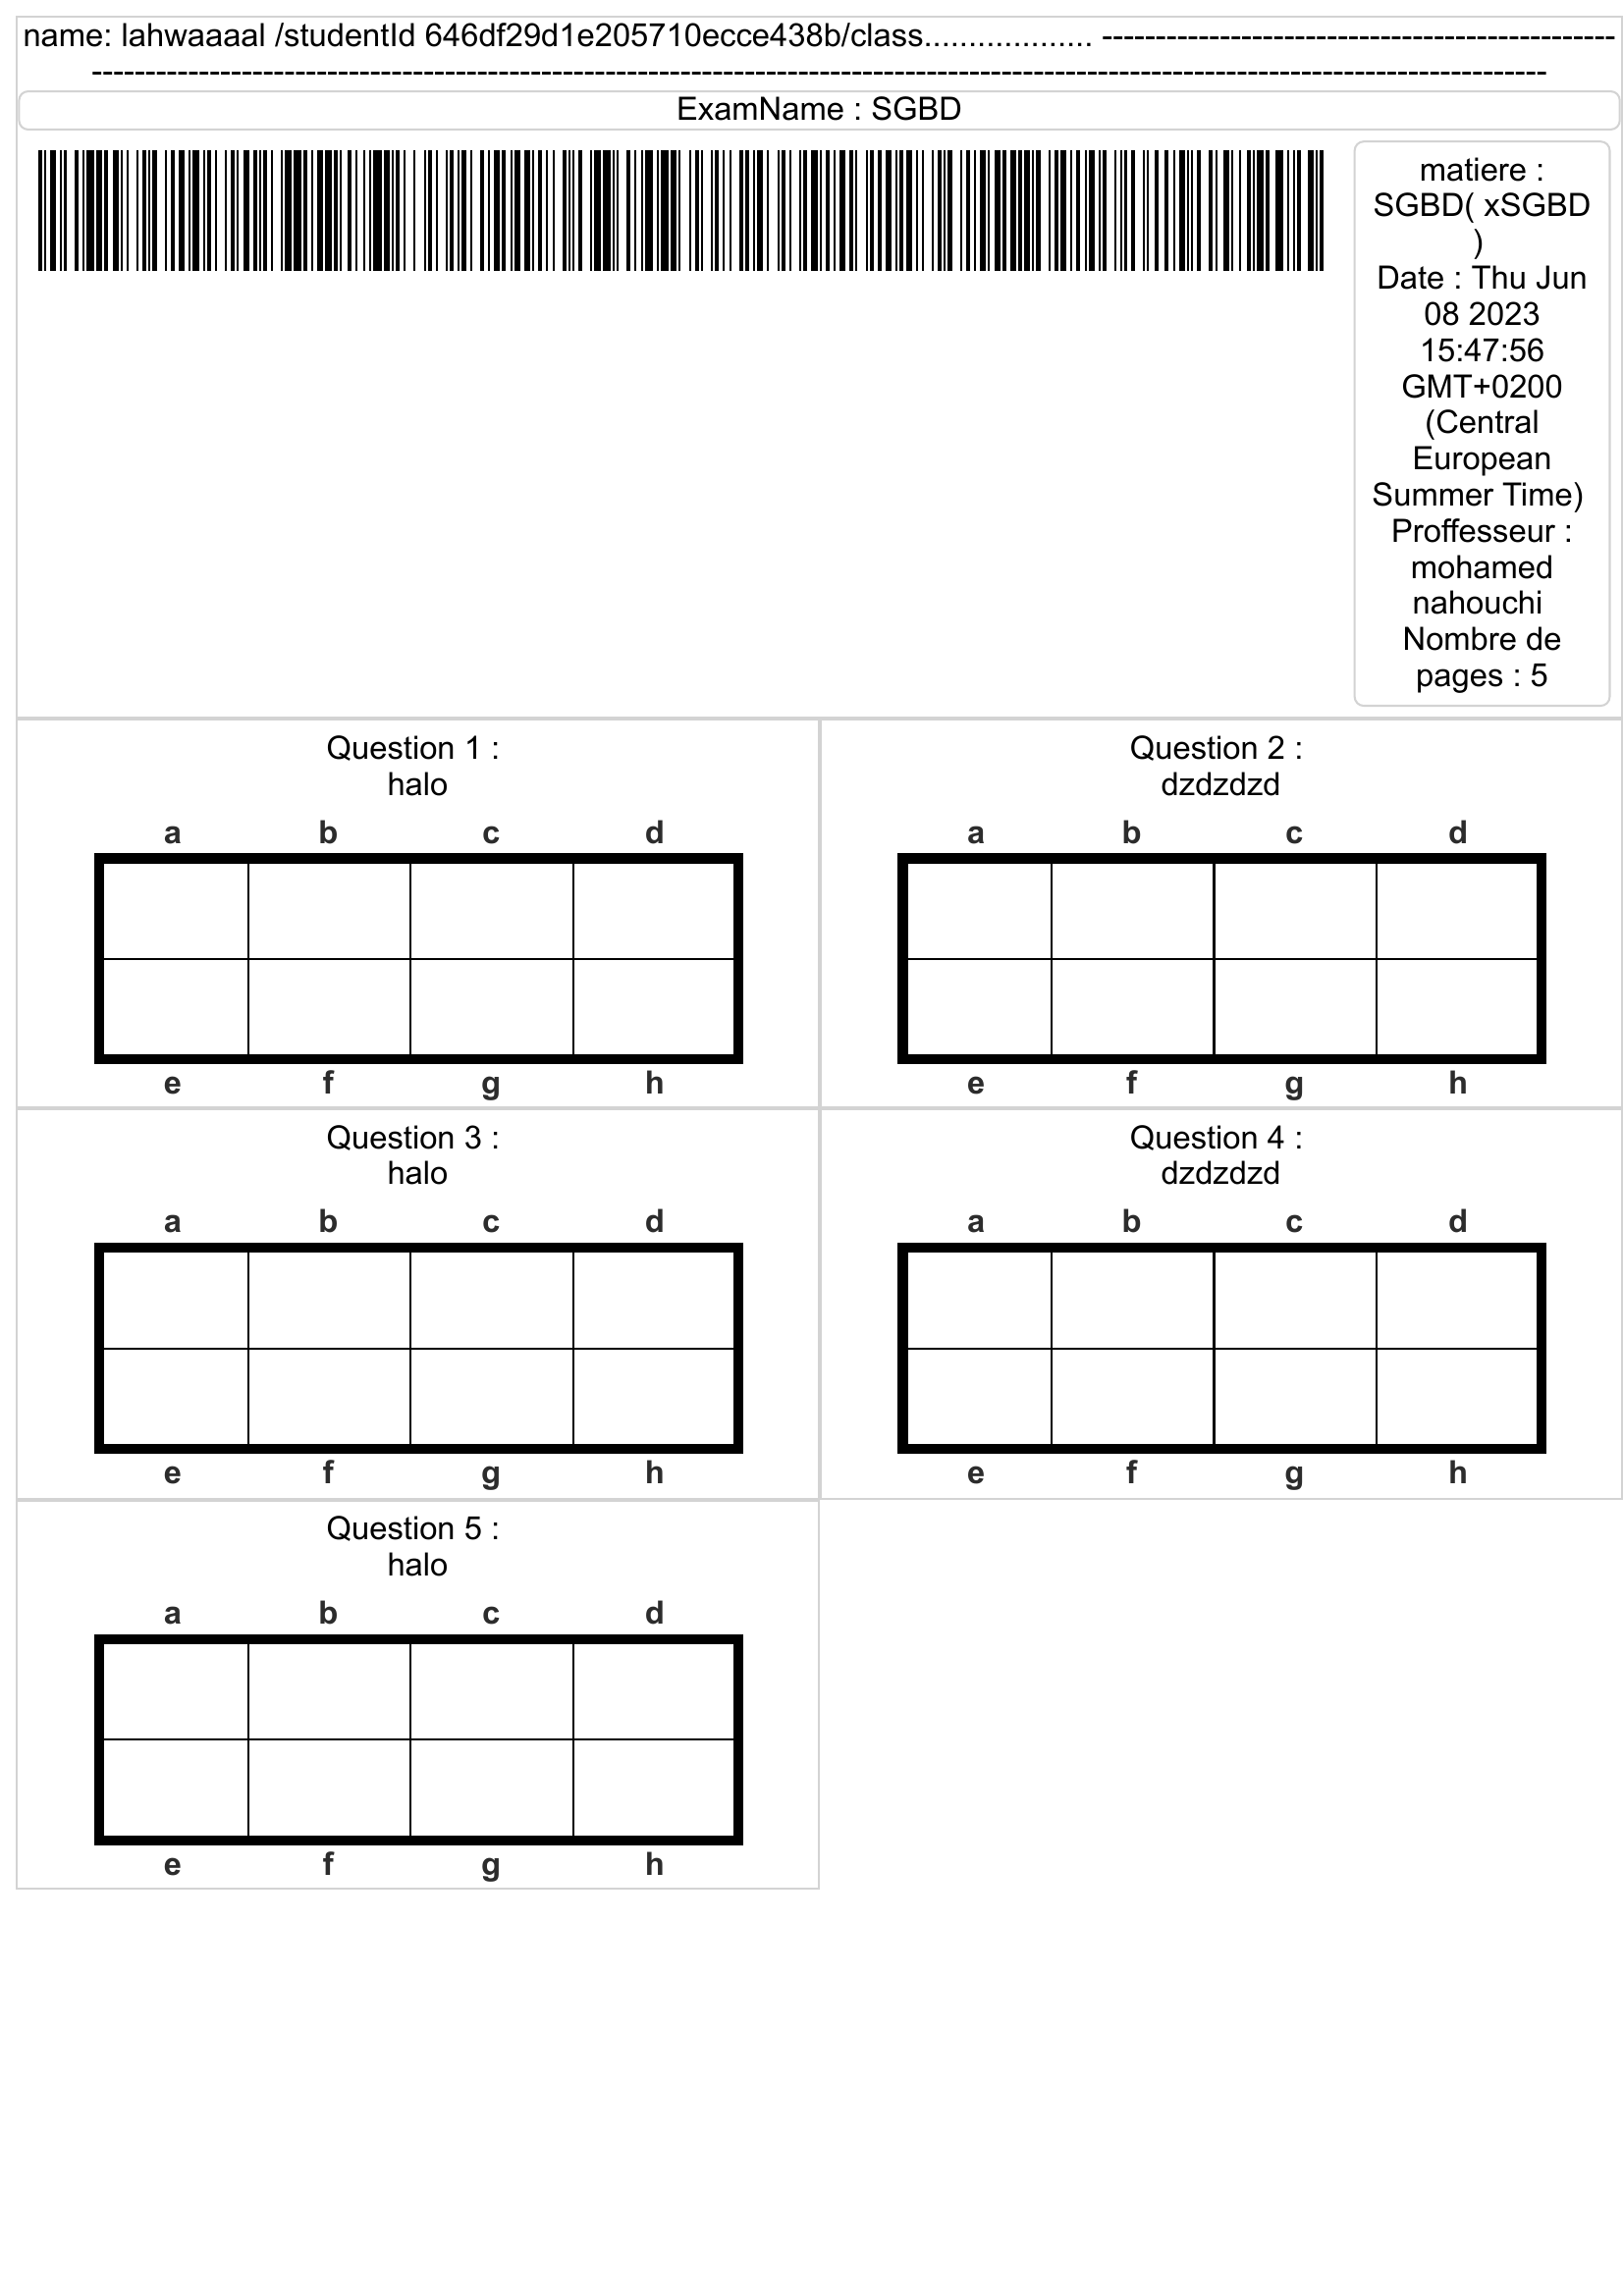 name: lahwaaaal /studentId 646df29d1e205710ecce438b/class................... ------------------------------------------------
----------------------------------------------------------------------------------------------------------------------------------------
ExamName : SGBD
matiere :
SGBD( xSGBD
)
Date : Thu Jun
08 2023
15:47:56
GMT+0200
(Central
European
Summer Time)
Proffesseur :
mohamed
nahouchi
Nombre de
pages : 5
Question 1 :
halo
a b c d
e f g h
Question 2 :
dzdzdzd
a b c d
e f g h
Question 3 :
halo
a b c d
e f g h
Question 4 :
dzdzdzd
a b c d
e f g h
Question 5 :
halo
a b c d
e f g h